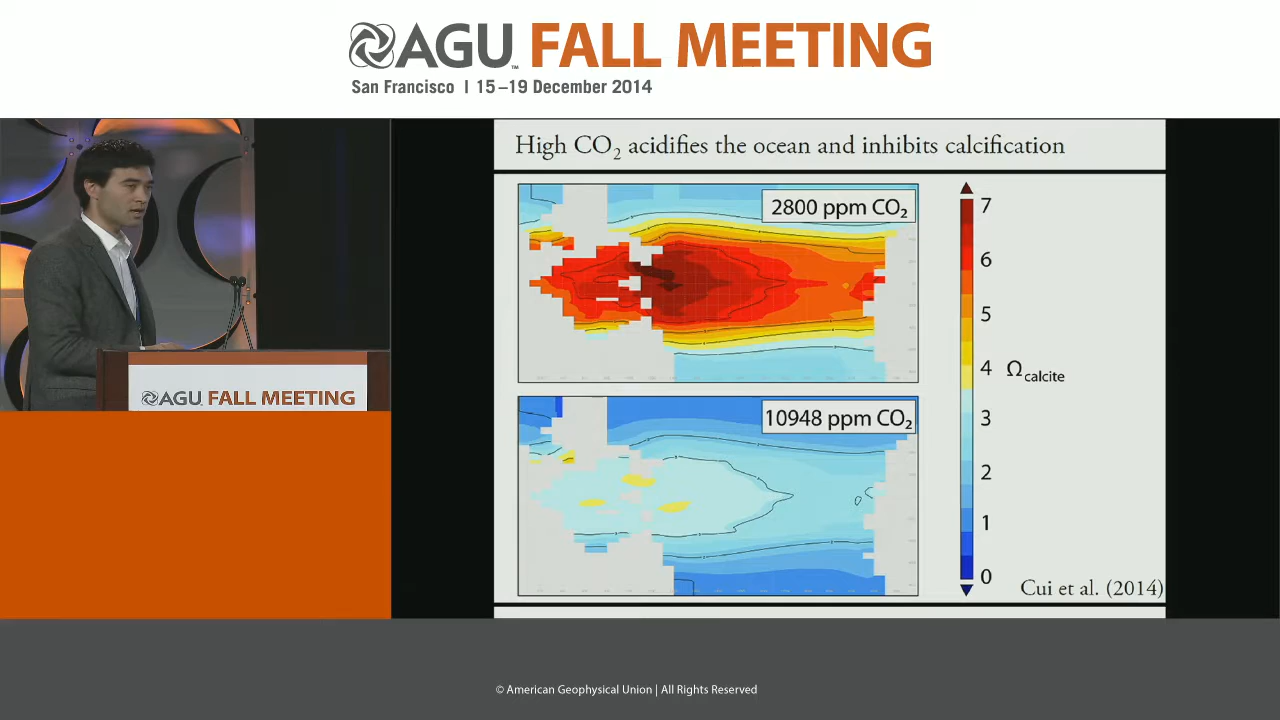 AGU™ FALL MEETING
San Francisco | 15–19 December 2014
High CO₂ acidifies the ocean and inhibits calcification
2800 ppm CO₂
10948 ppm CO₂
7
6
5
4 Ωcalcite
3
2
1
0
Cui et al. (2014)
AGU FALL MEETING
© American Geophysical Union | All Rights Reserved